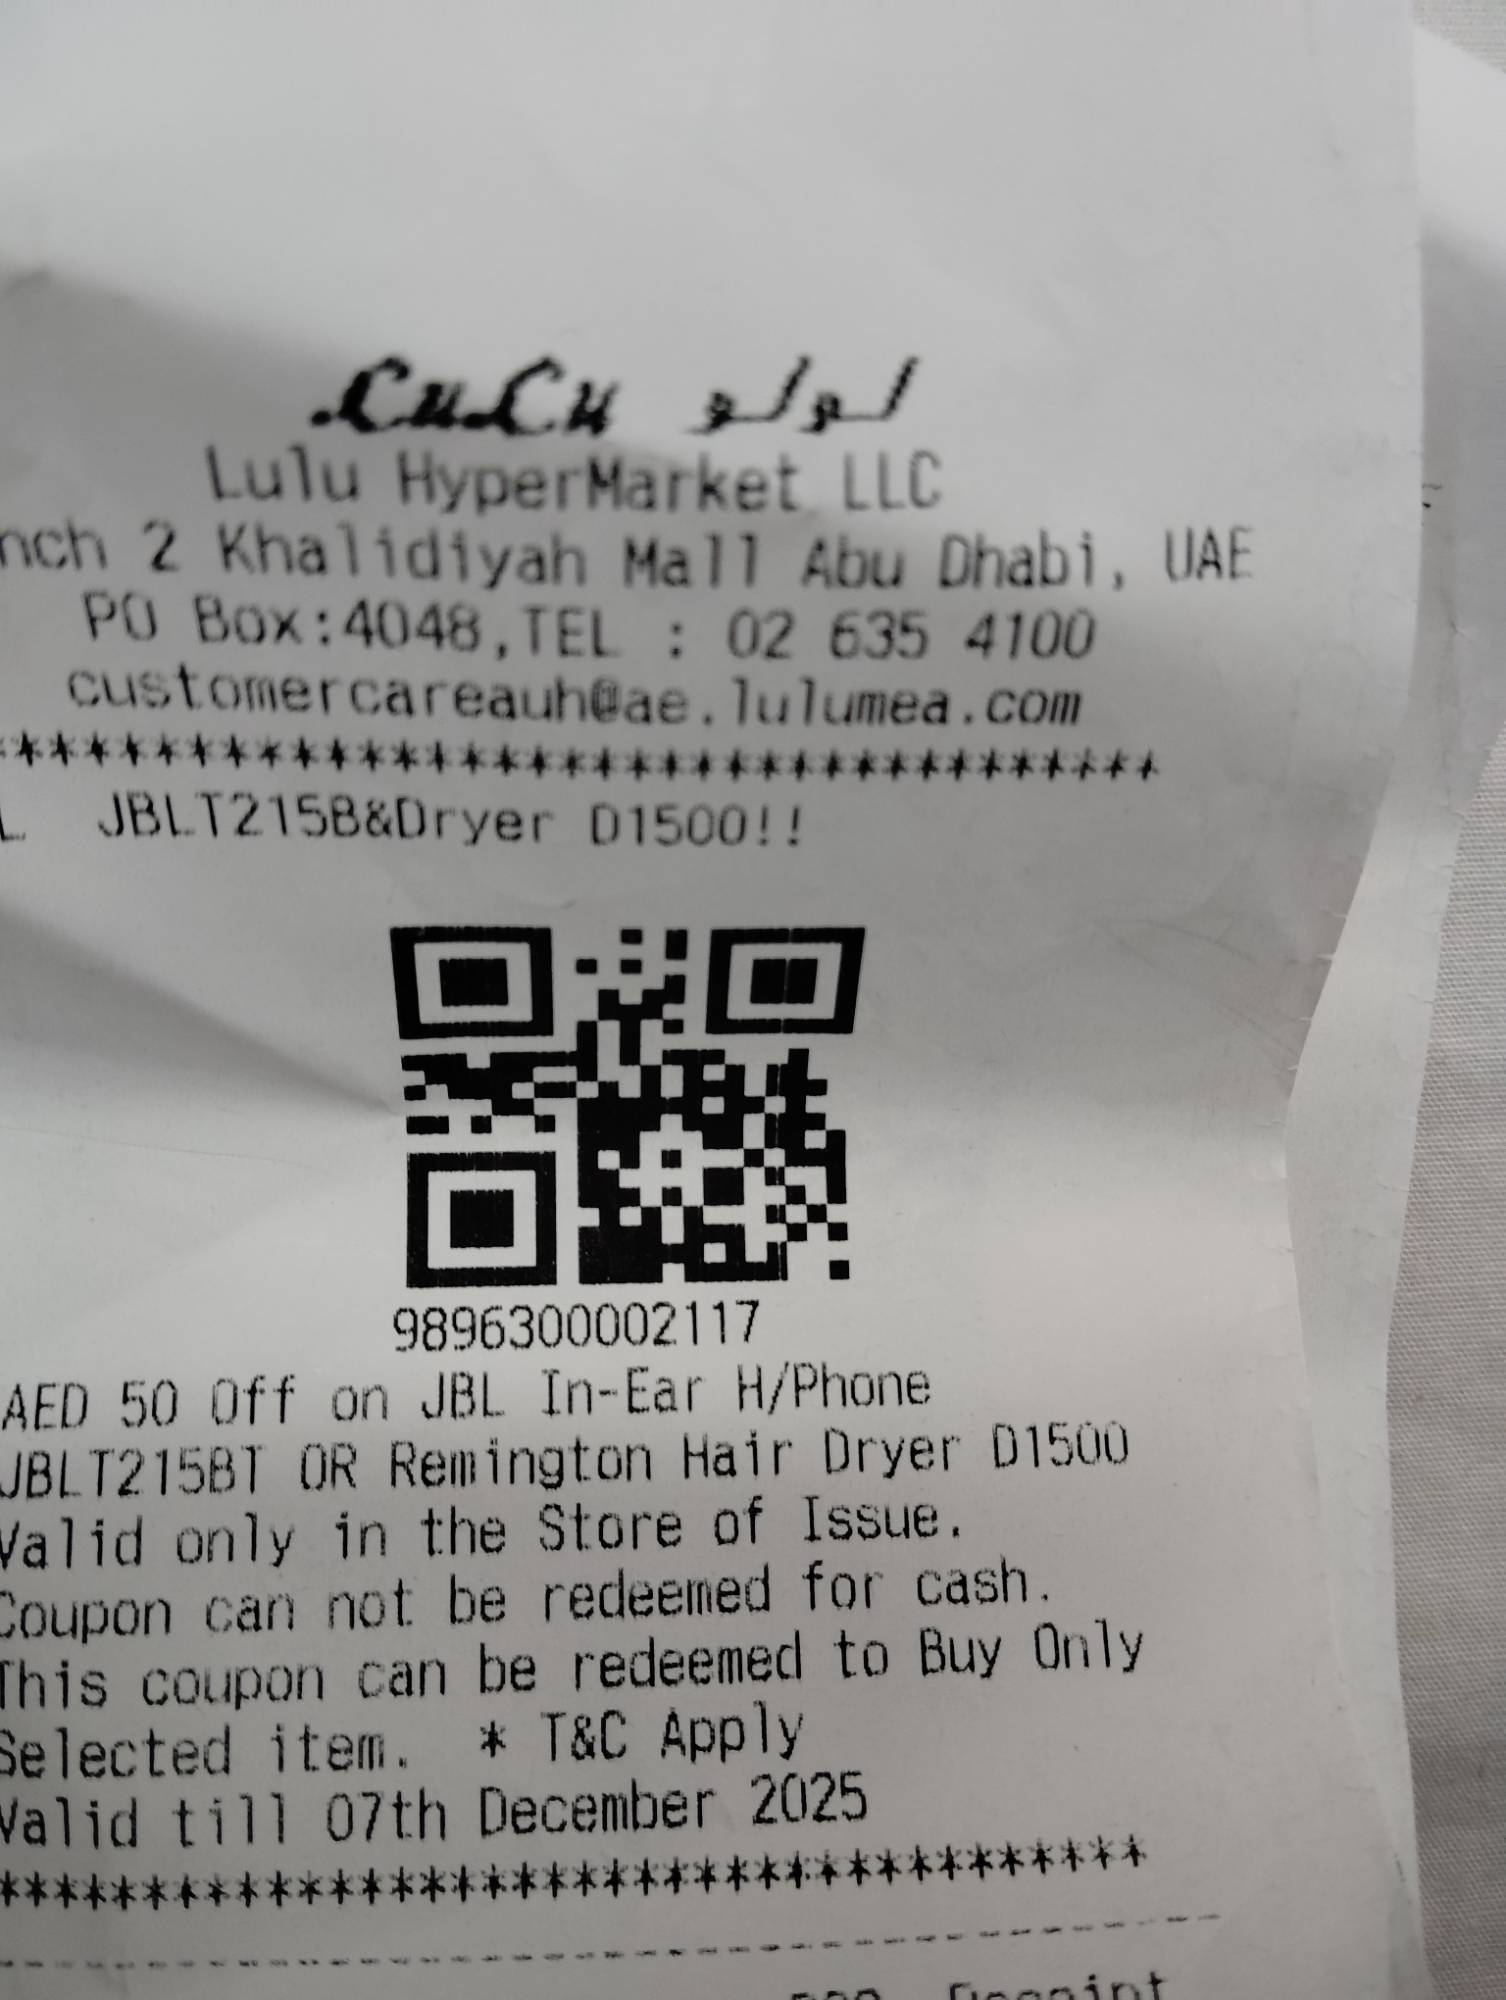 LuLu لولو
Lulu HyperMarket LLC
nch 2 Khalidiyah Mall Abu Dhabi, UAE
PO Box:4048,TEL : 02 635 4100
customercareauh@ae.lulumea.com
***********************************
L JBLT215B&Dryer D1500!!
9896300002117
AED 50 Off on JBL In-Ear H/Phone
JBLT215BT OR Remington Hair Dryer D1500
Valid only in the Store of Issue.
Coupon can not be redeemed for cash.
This coupon can be redeemed to Buy Only
Selected item. * T&C Apply
Valid till 07th December 2025
**************************************
Receipt